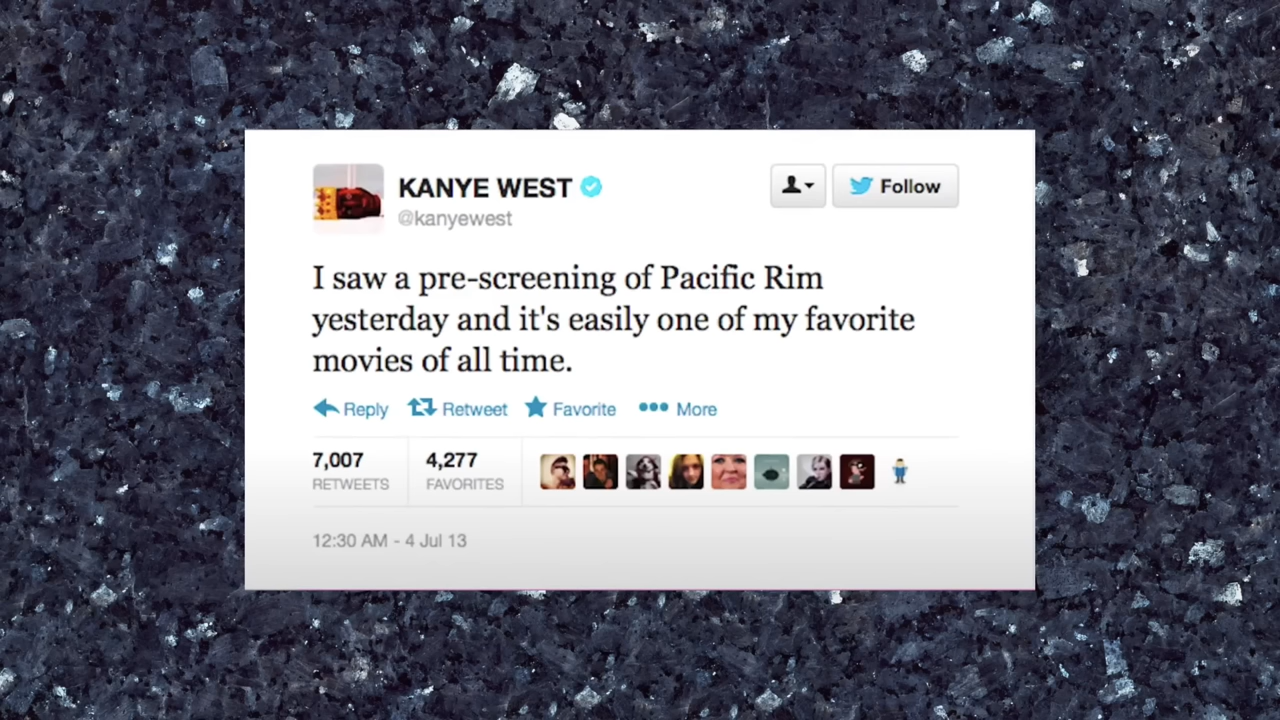 KANYE WEST
@kanyewest
Follow
I saw a pre-screening of Pacific Rim
yesterday and it's easily one of my favorite
movies of all time.
Reply Retweet Favorite More
7,007 4,277
RETWEETS FAVORITES
12:30 AM - 4 Jul 13